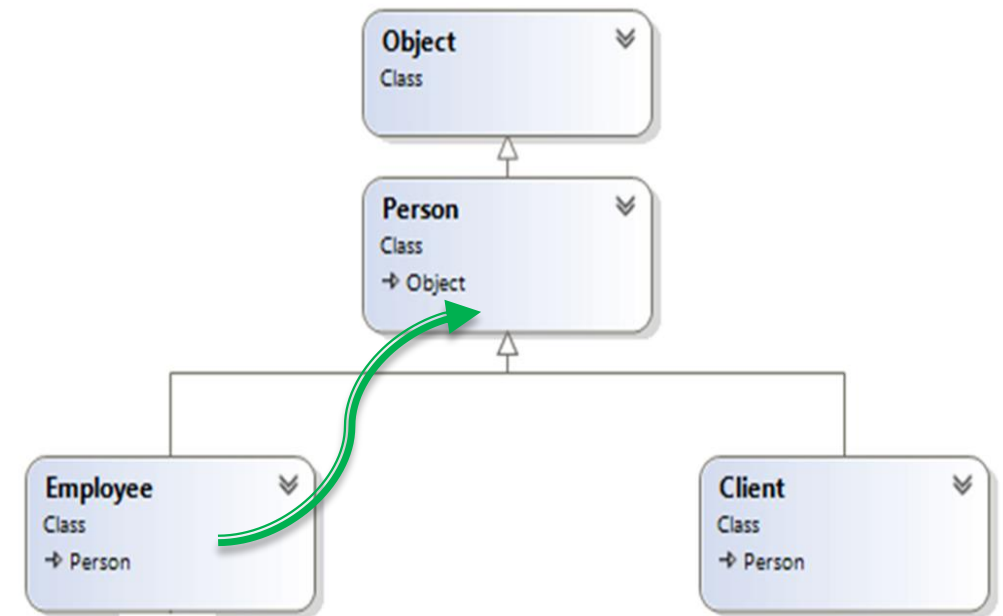 Object
Class
Person
Class
Object
Employee
Class
Person
Client
Class
Person